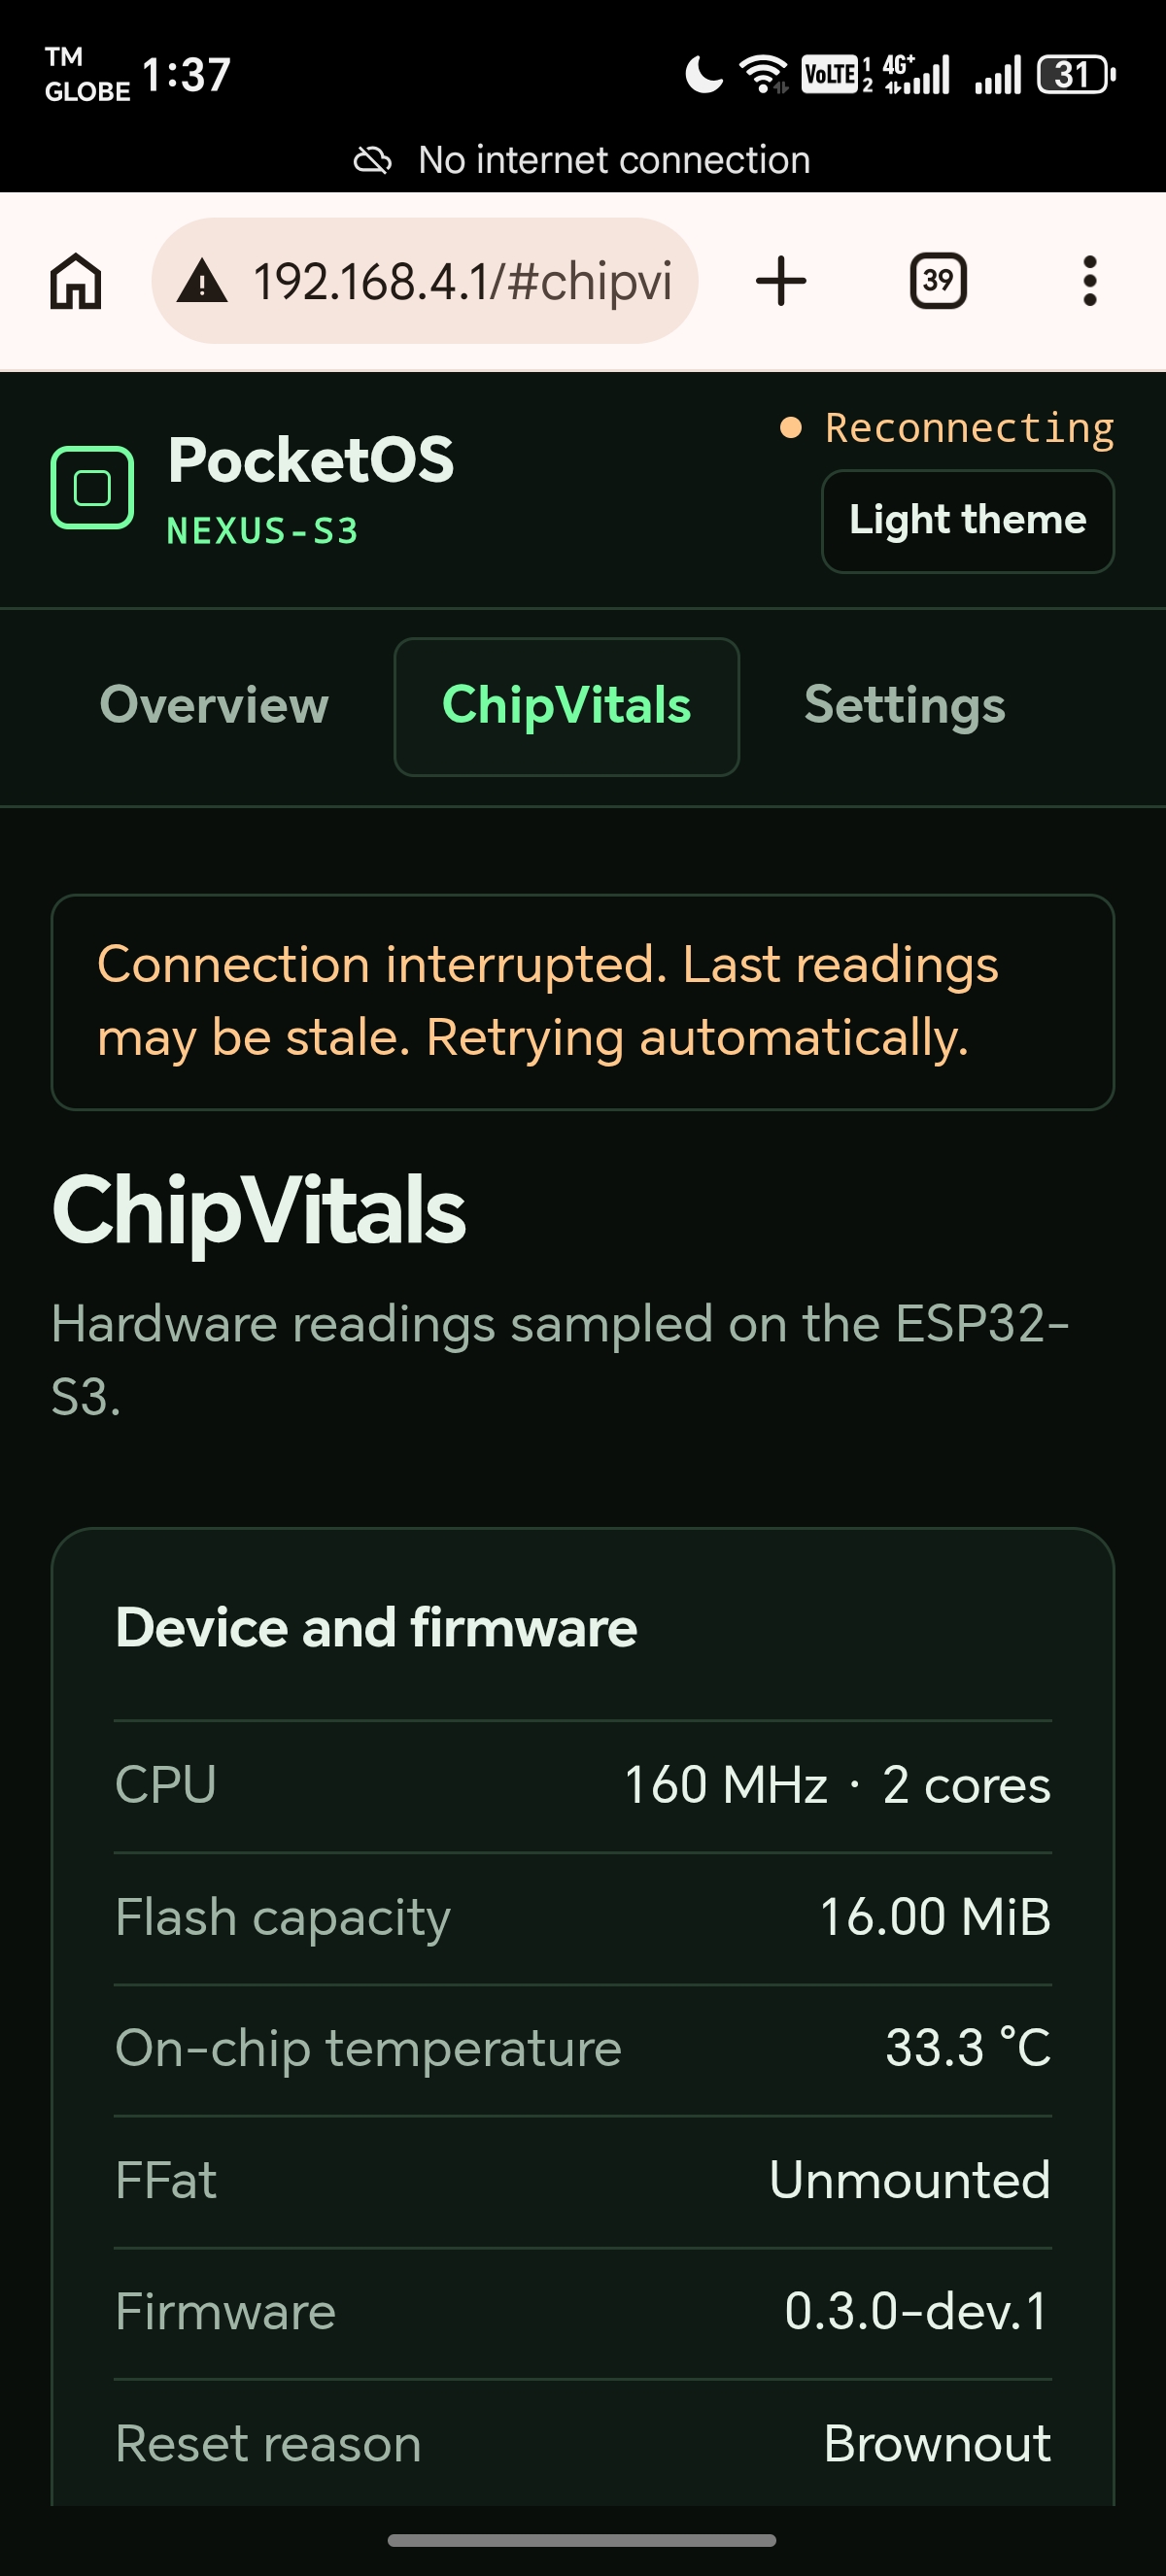 TM
GLOBE 1:37 VoLTE 1 2 4G+ 31
No internet connection
192.168.4.1/#chipvi 39
PocketOS
NEXUS-S3
Reconnecting
Light theme
Overview ChipVitals Settings
Connection interrupted. Last readings
may be stale. Retrying automatically.
ChipVitals
Hardware readings sampled on the ESP32-
S3.
Device and firmware
CPU 160 MHz · 2 cores
Flash capacity 16.00 MiB
On-chip temperature 33.3 °C
FFat Unmounted
Firmware 0.3.0-dev.1
Reset reason Brownout